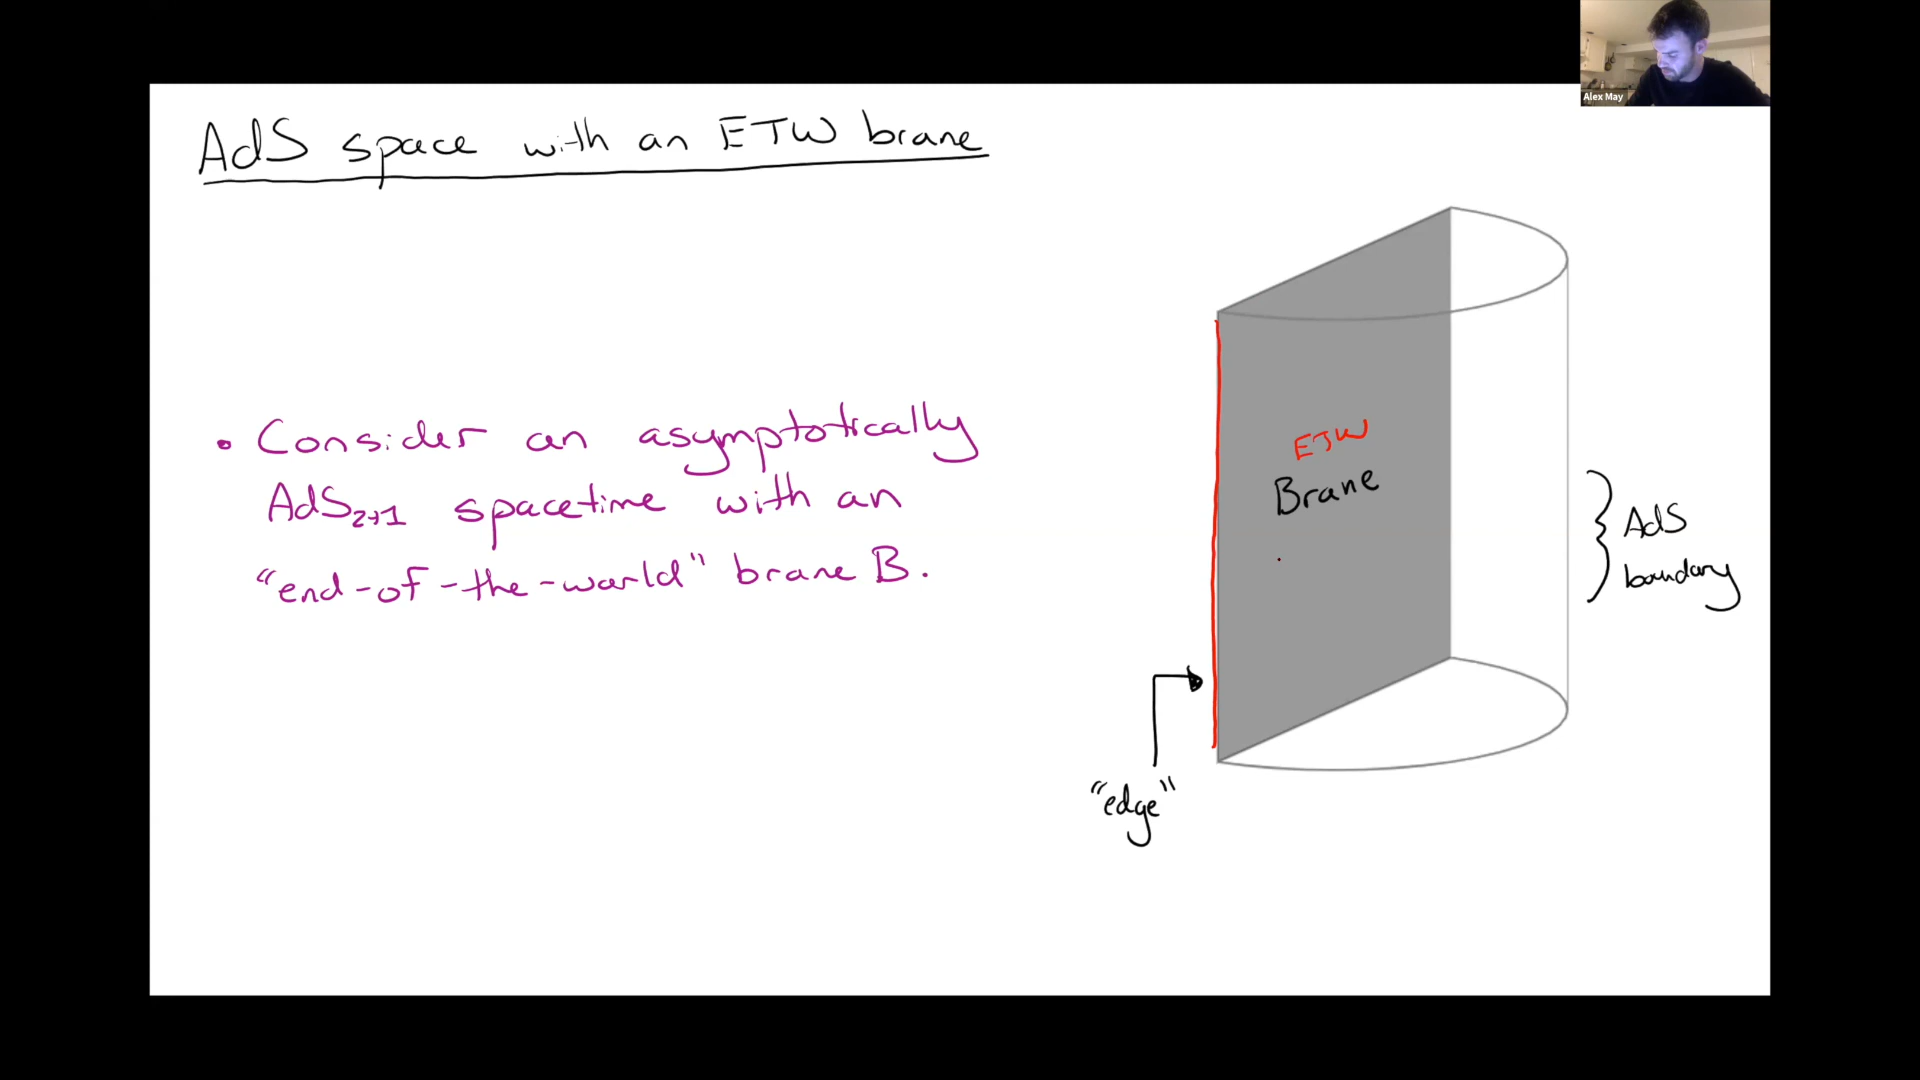 Alex May
AdS space with an ETW brane
• Consider an asymptotically
AdS₂₊₁ spacetime with an
"end-of-the-world" brane B.
ETW
Brane
AdS
boundary
"edge"